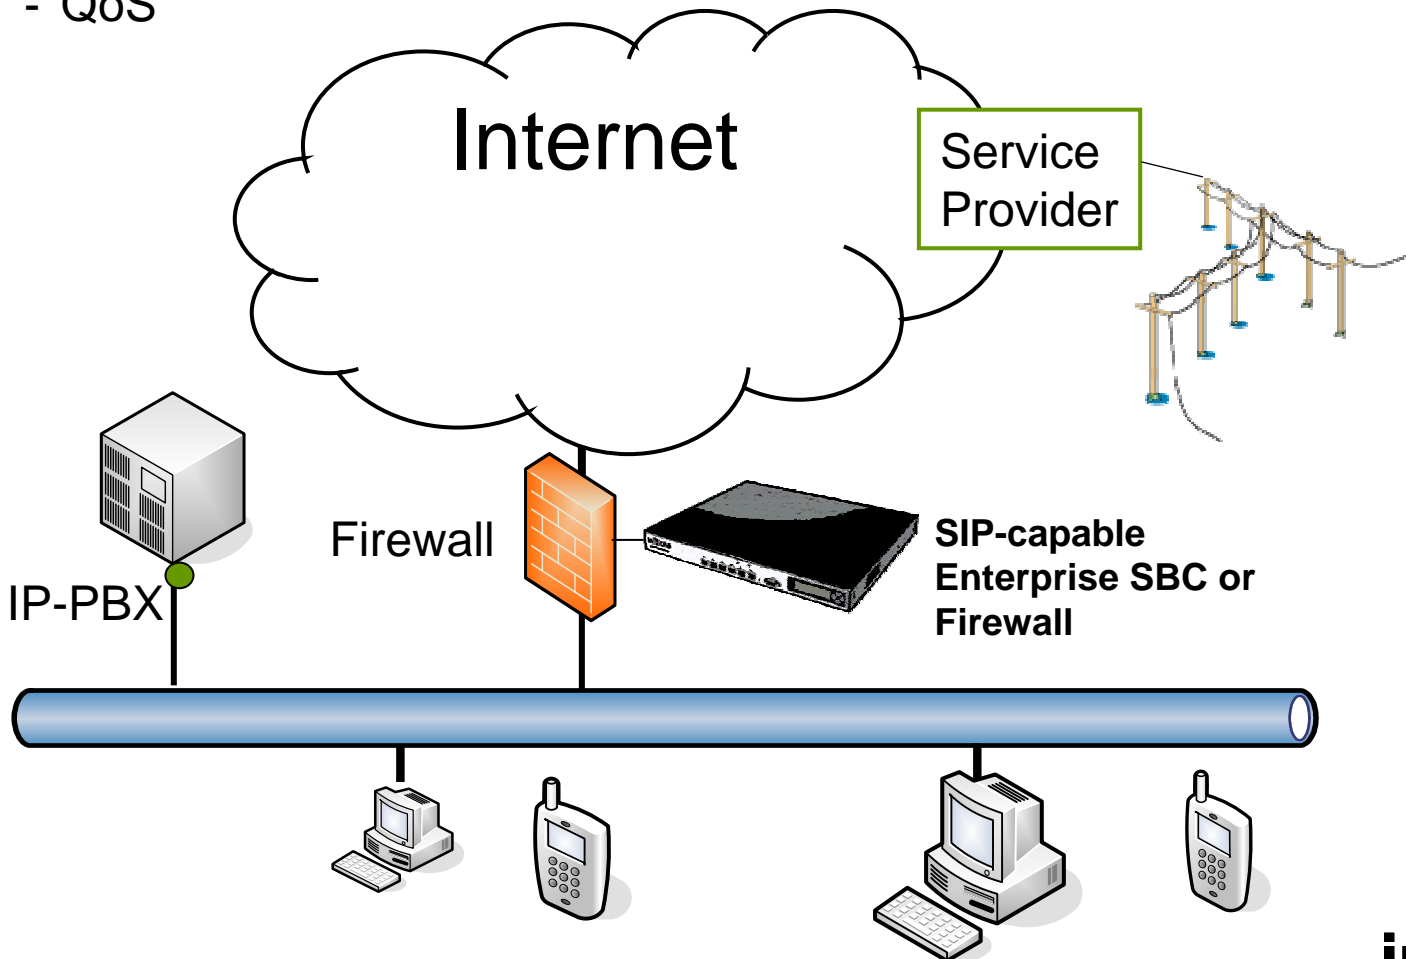 - QoS
Internet
Service
Provider
Firewall
SIP-capable
Enterprise SBC or
Firewall
IP-PBX